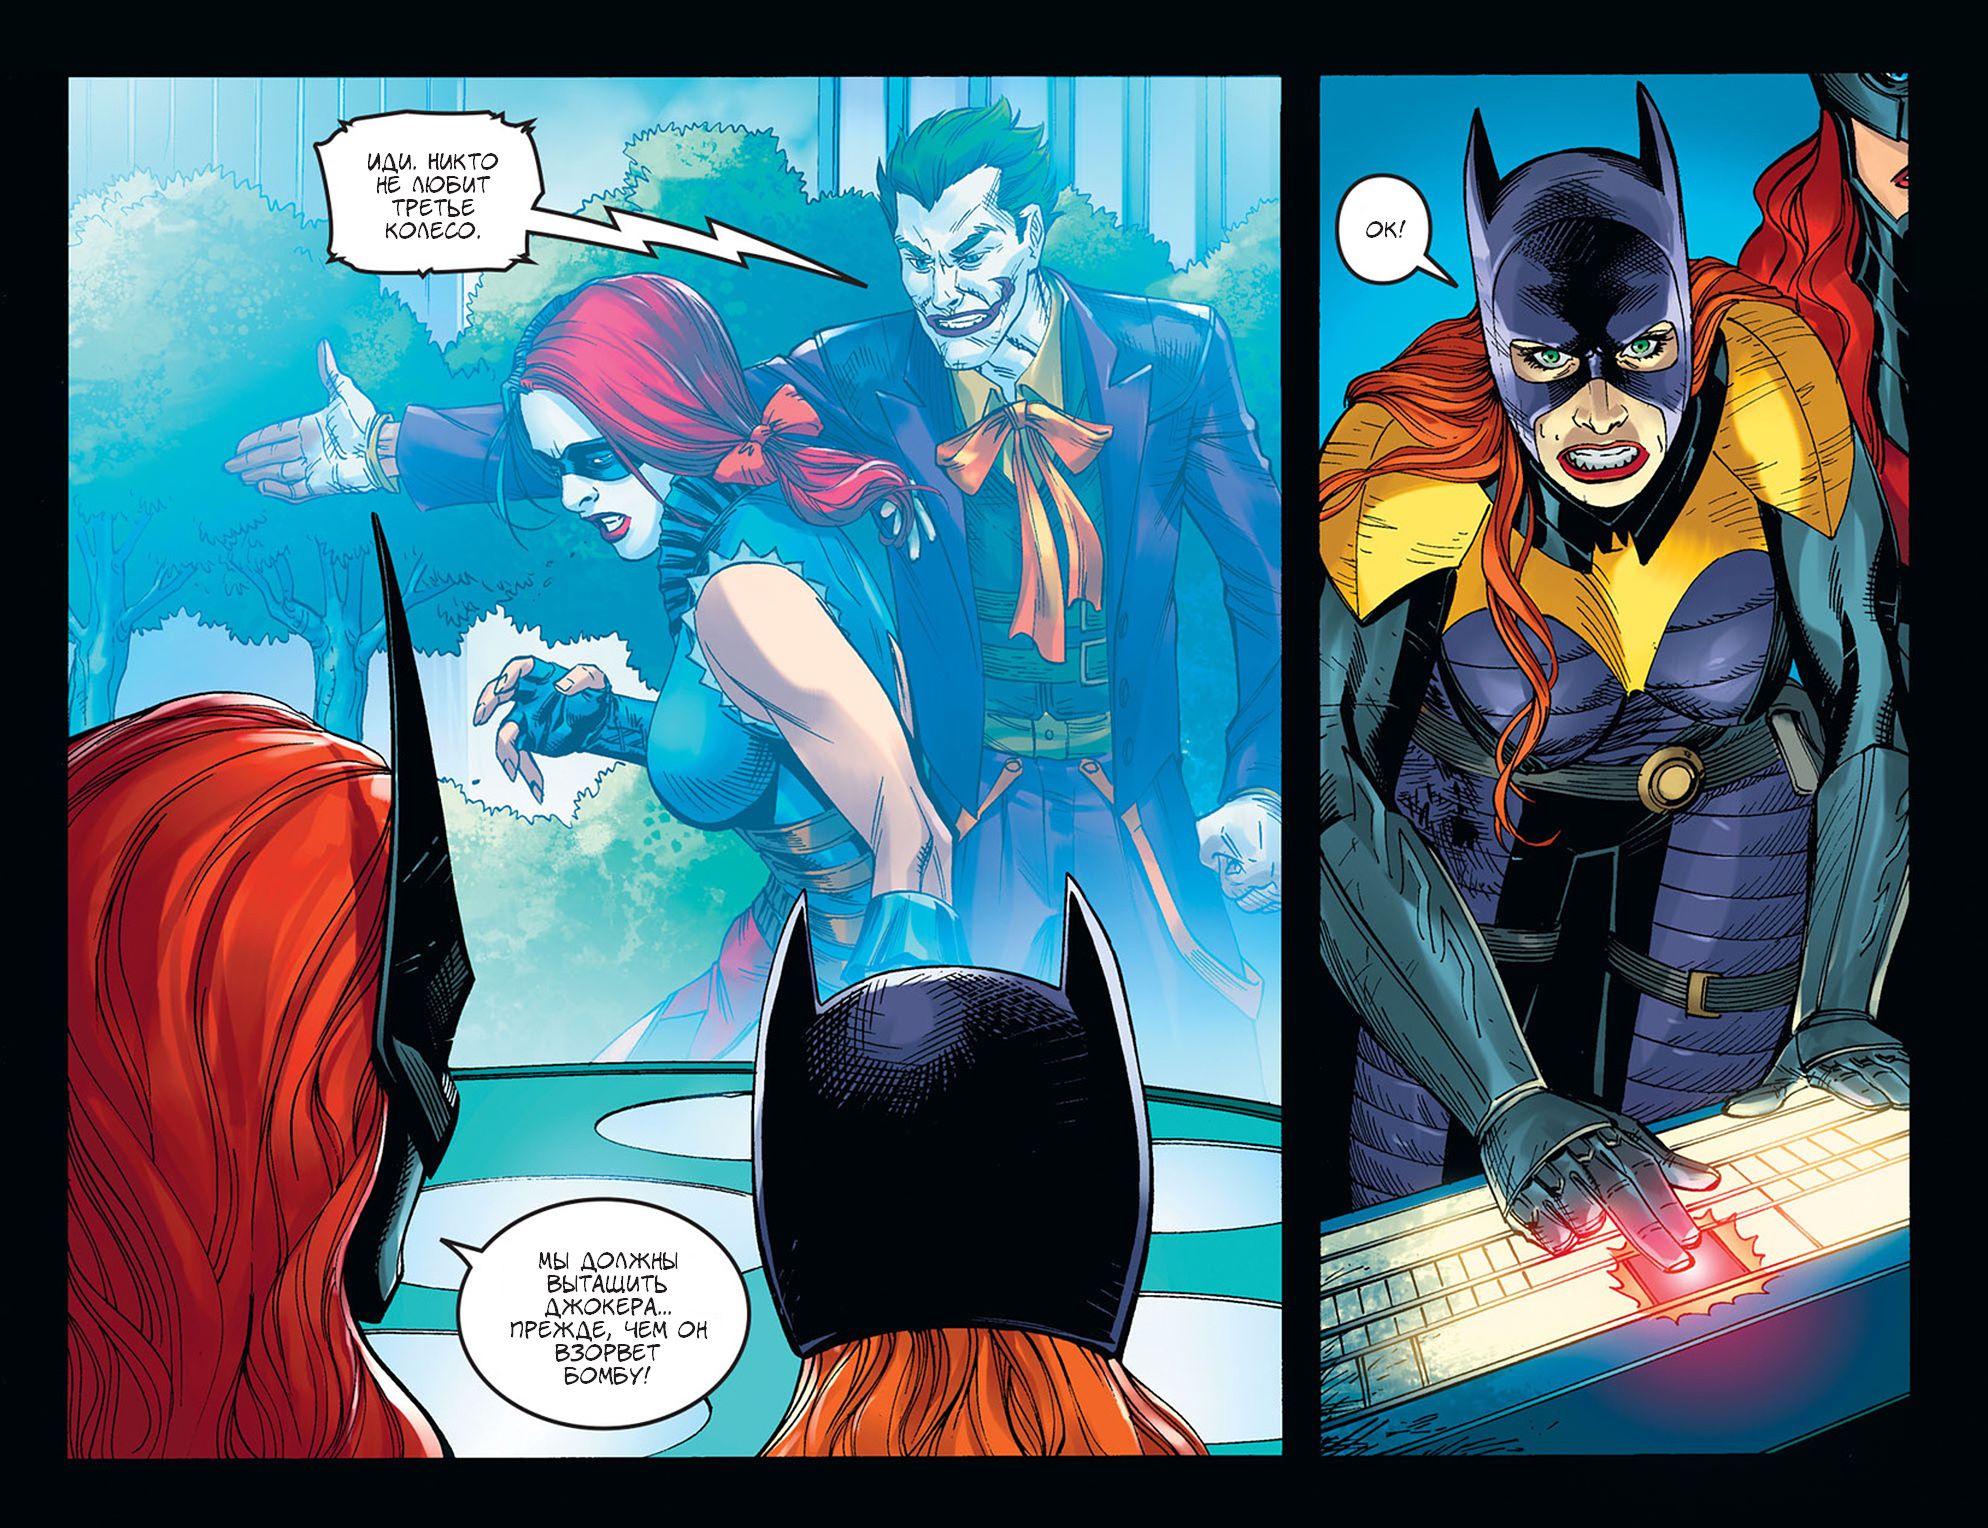 ИДИ. НИКТО
НЕ ЛЮБИТ
ТРЕТЬЕ
КОЛЕСО.
МЫ ДОЛЖНЫ
ВЫТАЩИТЬ
ДЖОКЕРА...
ПРЕЖДЕ, ЧЕМ ОН
ВЗОРВЕТ
БОМБУ!
ОК!